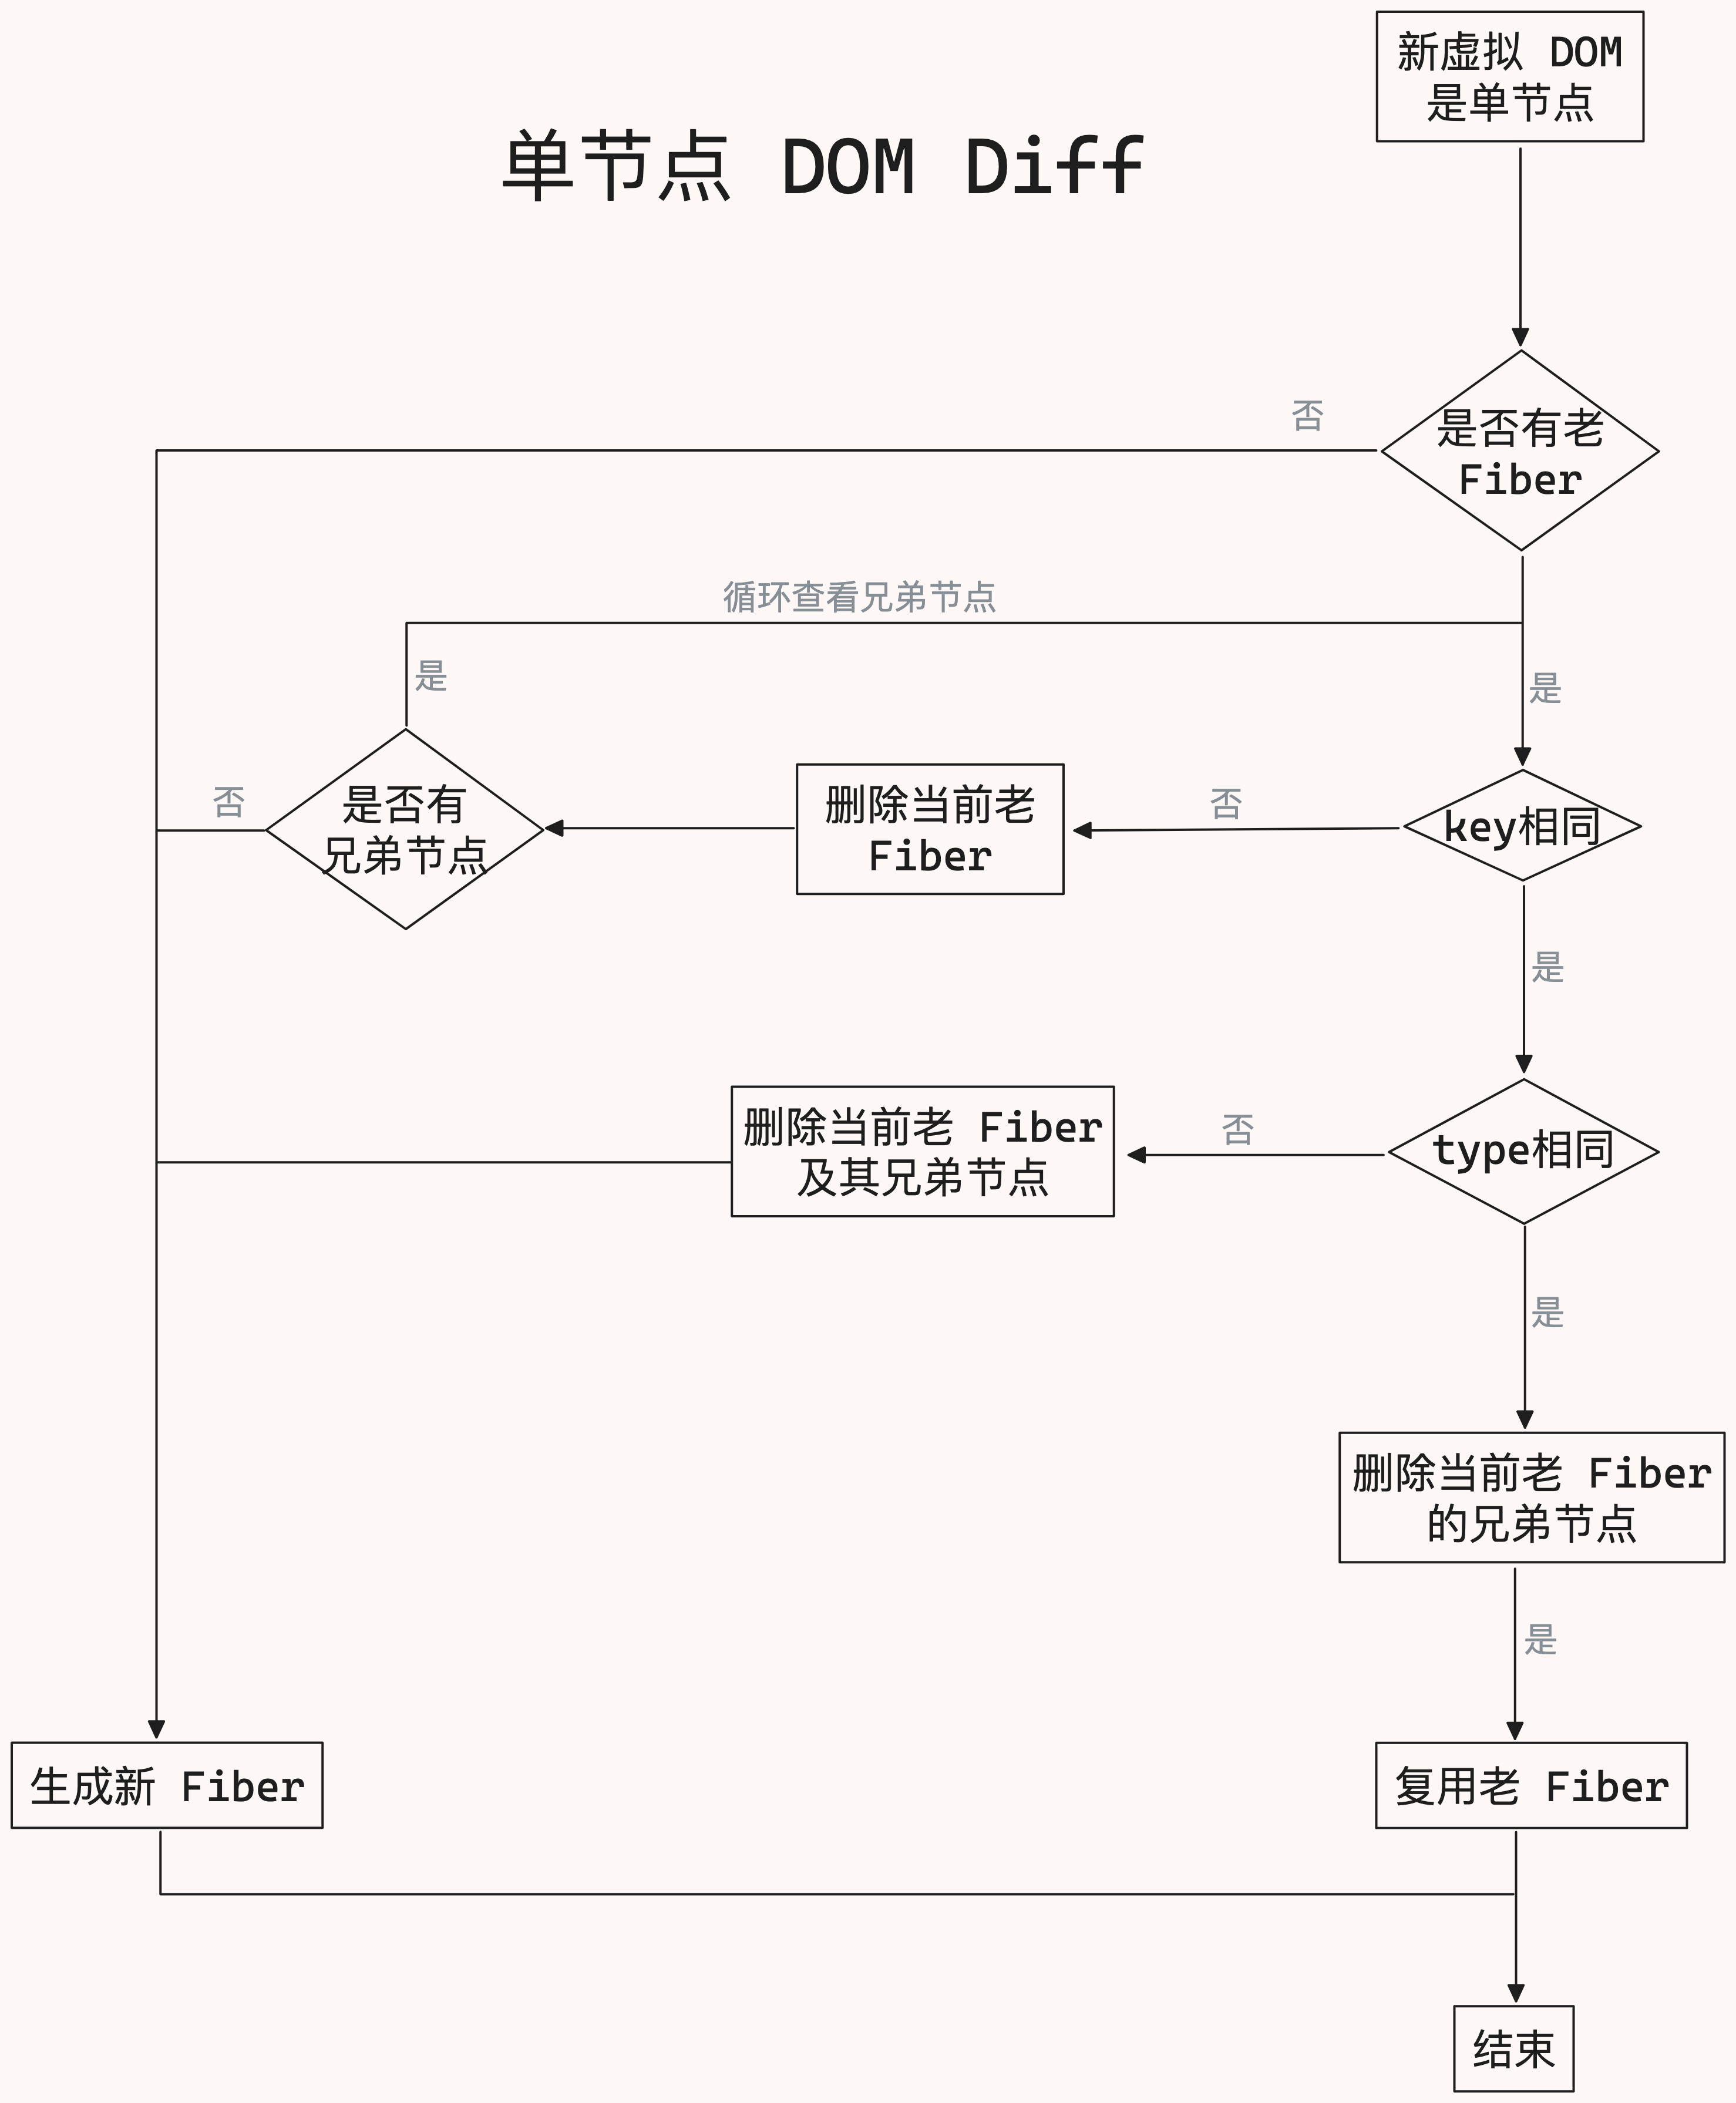 新虚拟 DOM
是单节点
单节点 DOM Diff
否
是否有老
Fiber
循环查看兄弟节点
是
是
否
是否有
兄弟节点
删除当前老
Fiber
否
key相同
是
删除当前老 Fiber
及其兄弟节点
否
type相同
是
删除当前老 Fiber
的兄弟节点
是
生成新 Fiber
复用老 Fiber
结束